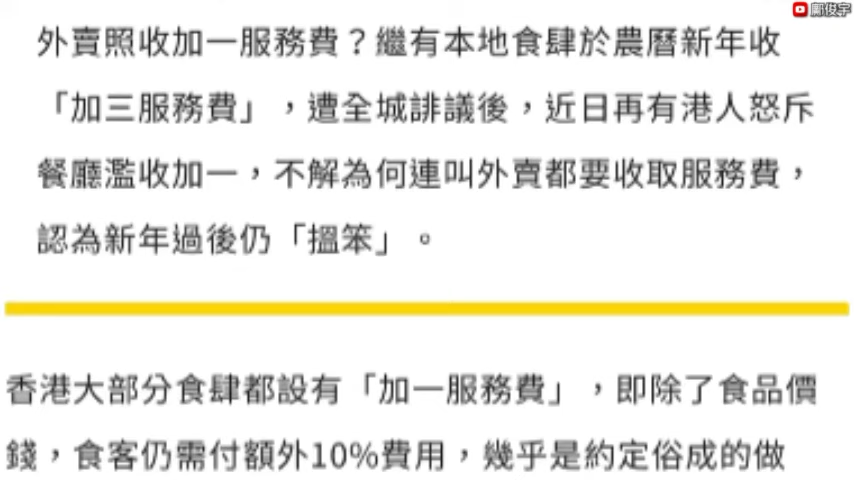 鄺俊宇
外賣照收加一服務費？繼有本地食肆於農曆新年收
「加三服務費」，遭全城誹議後，近日再有港人怒斥
餐廳濫收加一，不解為何連叫外賣都要收取服務費，
認為新年過後仍「搵笨」。
香港大部分食肆都設有「加一服務費」，即除了食品價
錢，食客仍需付額外10%費用，幾乎是約定俗成的做